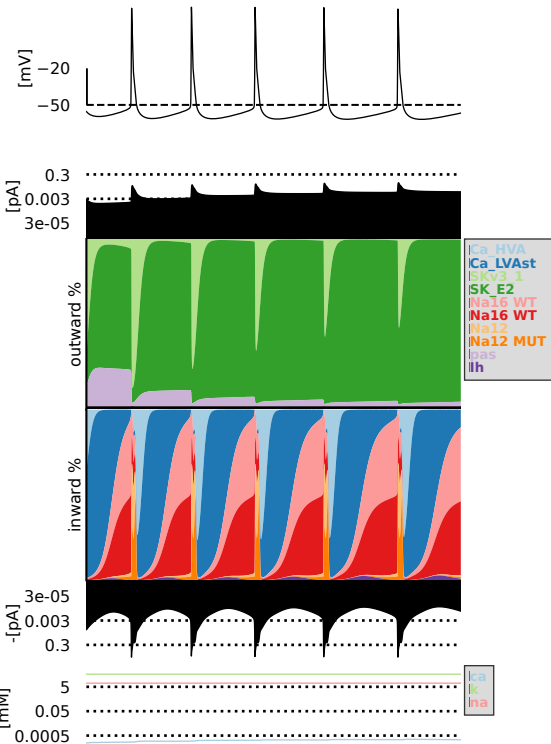 [mV]
−20
−50
[pA]
0.3
0.003
3e-05
outward %
Ca_HVA
Ca_LVAst
SKv3_1
SK_E2
Na16 WT
Na16 WT
Na12
Na12 MUT
pas
Ih
inward %
-[pA]
3e-05
0.003
0.3
[mM]
5
0.05
0.0005
ca
k
na